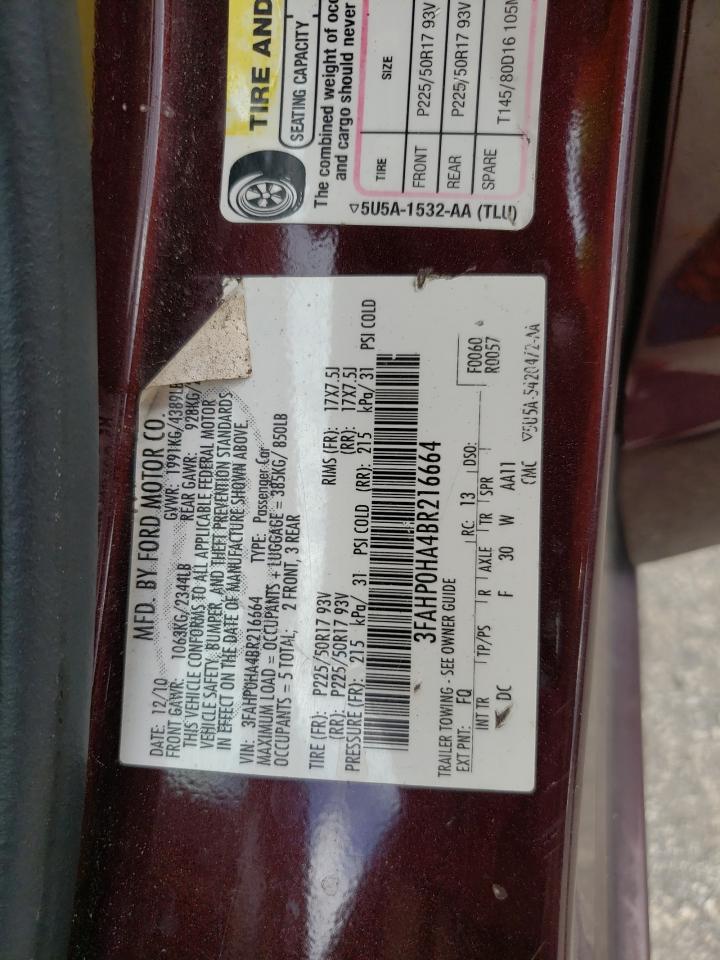 TIRE AND
SEATING CAPACITY
The combined weight of occ
and cargo should never
TIRE SIZE
FRONT P225/50R17 93V
REAR P225/50R17 93V
SPARE T145/80D16 105M
5U5A-1532-AA (TLU)
MFD. BY FORD MOTOR CO.
DATE: 12/10 GVWR: 1991KG/4389LB
FRONT GAWR: 1063KG/2344LB REAR GAWR: 928KG/
THIS VEHICLE CONFORMS TO ALL APPLICABLE FEDERAL MOTOR
VEHICLE SAFETY, BUMPER, AND THEFT PREVENTION STANDARDS
IN EFFECT ON THE DATE OF MANUFACTURE SHOWN ABOVE
VIN: 3FAHP0HA4BR216664 TYPE: Passenger Car
MAXIMUM LOAD = OCCUPANTS + LUGGAGE = 385KG/ 850LB
OCCUPANTS = 5 TOTAL; 2 FRONT, 3 REAR
TIRE (FR): P225/50R17 93V RIMS (FR): 17X7.5J
(RR): P225/50R17 93V (RR): 17X7.5J
PRESSURE (FR): 215 kPa/ 31 PSI COLD (RR): 215 kPa/ 31 PSI COLD
3FAHP0HA4BR216664
TRAILER TOWING - SEE OWNER GUIDE
EXT PNT: FQ RC: 13 DSO: F0060
R0057
INT TR TP/PS R AXLE TR SPR
DC F 30 W AA11
CMC 5U5A-5420472-AA